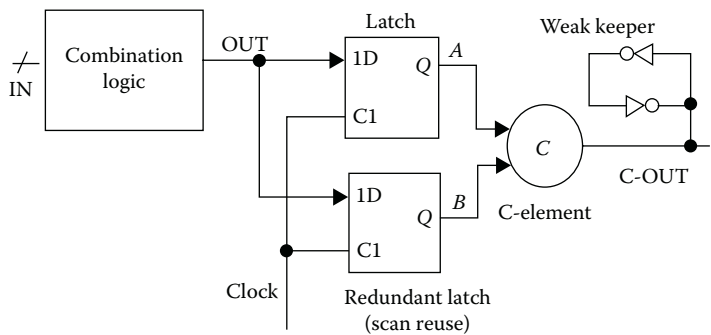 Combination
logic
IN
OUT
Latch
1D
Q
C1
A
Weak keeper
C
C-OUT
C-element
1D
Q
C1
B
Clock
Redundant latch
(scan reuse)